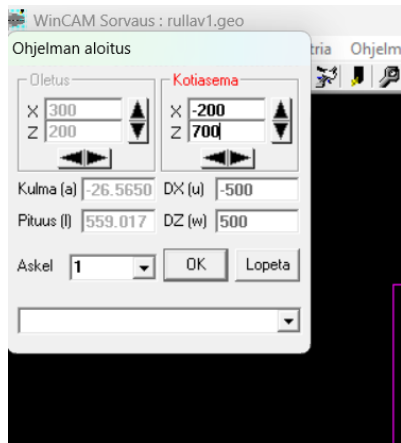 WinCAM Sorvaus : rullav1.geo
Ohjelman aloitus
tria Ohjelm
Oletus
Kotiasema
X 300
X -200
Z 200
Z 700
Kulma (a) -26.5650 DX (u) -500
Pituus (l) 559.017 DZ (w) 500
Askel 1 OK Lopeta